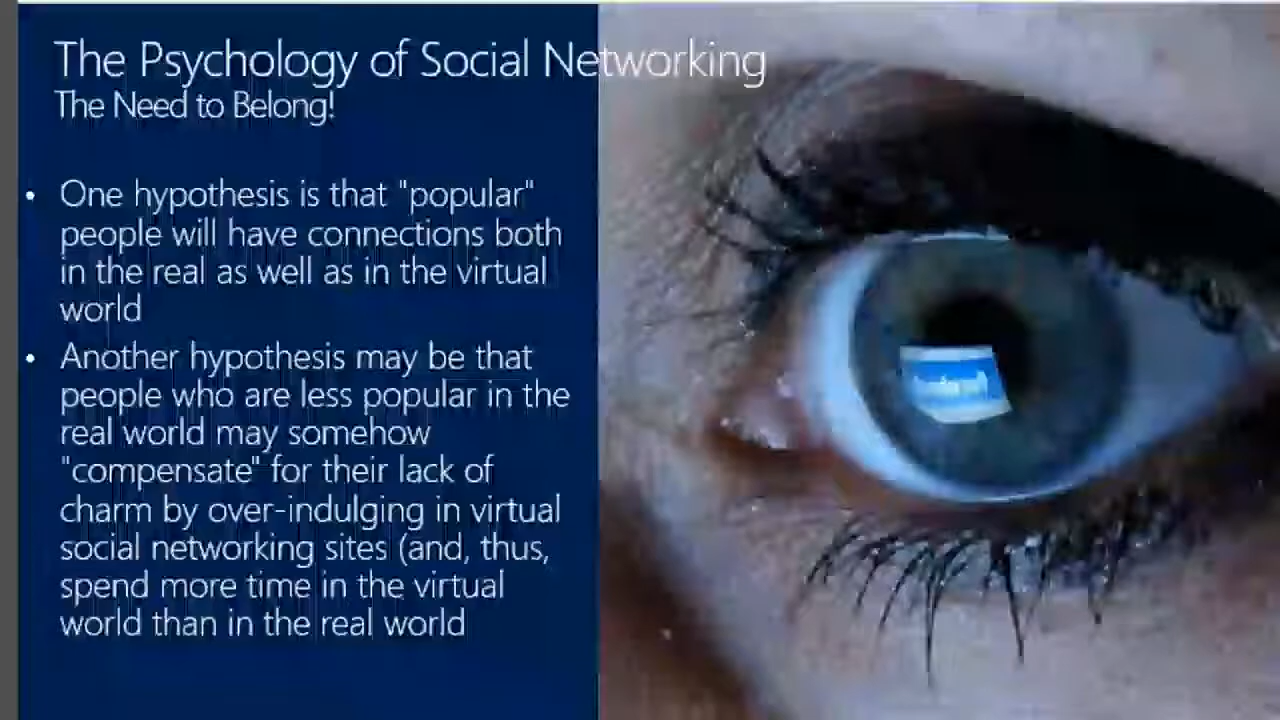 The Psychology of Social Networking
The Need to Belong!
• One hypothesis is that "popular"
people will have connections both
in the real as well as in the virtual
world
• Another hypothesis may be that
people who are less popular in the
real world may somehow
"compensate" for their lack of
charm by over-indulging in virtual
social networking sites (and, thus,
spend more time in the virtual
world than in the real world